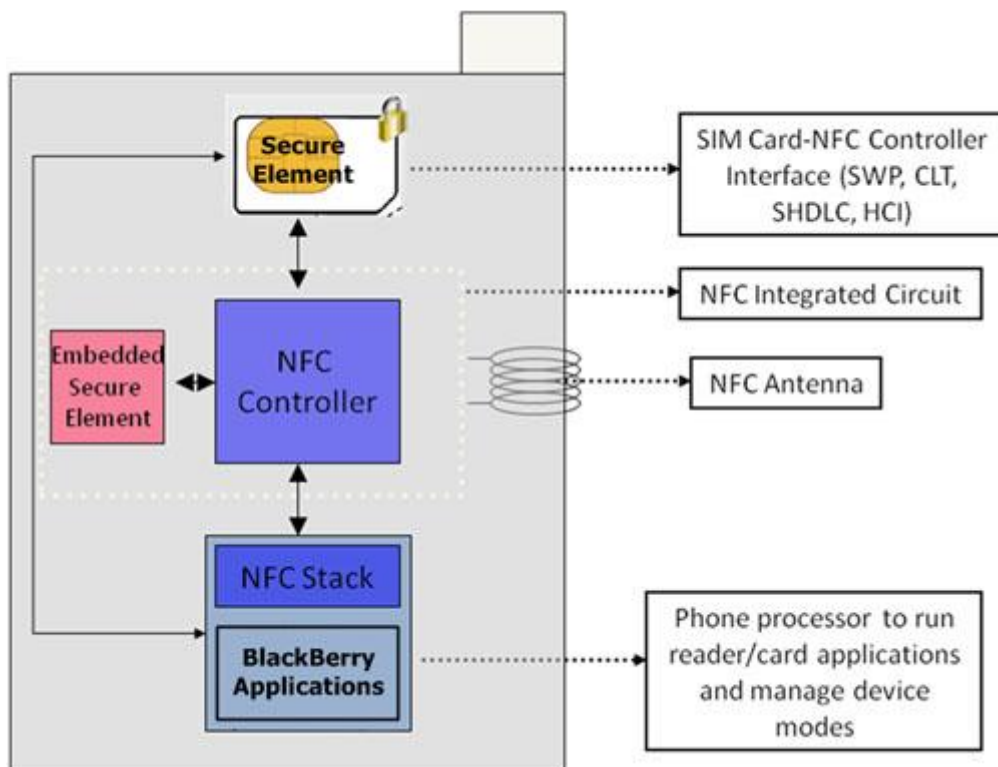 Secure
Element
SIM Card-NFC Controller
Interface (SWP, CLT,
SHDLC, HCI)
NFC Integrated Circuit
Embedded
Secure
Element
NFC
Controller
NFC Antenna
NFC Stack
BlackBerry
Applications
Phone processor to run
reader/card applications
and manage device
modes